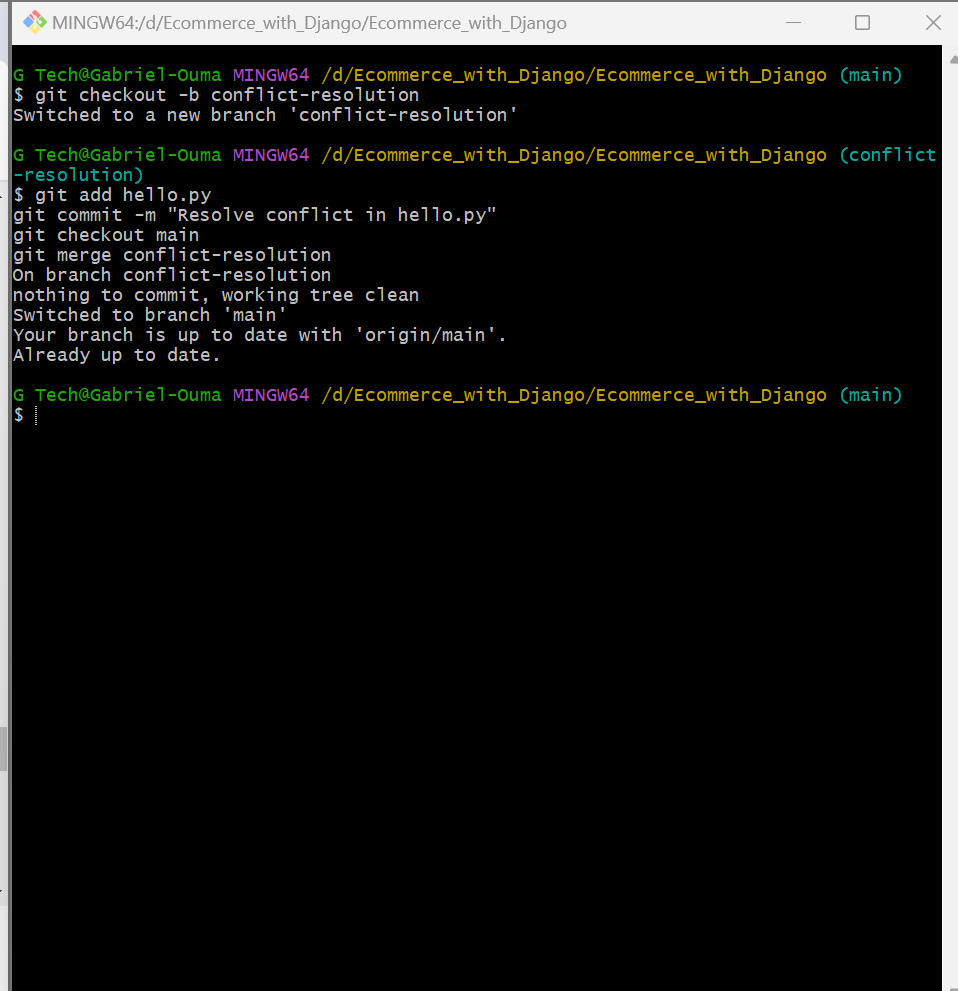 MINGW64:/d/Ecommerce_with_Django/Ecommerce_with_Django
G Tech@Gabriel-Ouma MINGW64 /d/Ecommerce_with_Django/Ecommerce_with_Django (main)
$ git checkout -b conflict-resolution
Switched to a new branch 'conflict-resolution'
G Tech@Gabriel-Ouma MINGW64 /d/Ecommerce_with_Django/Ecommerce_with_Django (conflict
-resolution)
$ git add hello.py
git commit -m "Resolve conflict in hello.py"
git checkout main
git merge conflict-resolution
On branch conflict-resolution
nothing to commit, working tree clean
Switched to branch 'main'
Your branch is up to date with 'origin/main'.
Already up to date.
G Tech@Gabriel-Ouma MINGW64 /d/Ecommerce_with_Django/Ecommerce_with_Django (main)
$